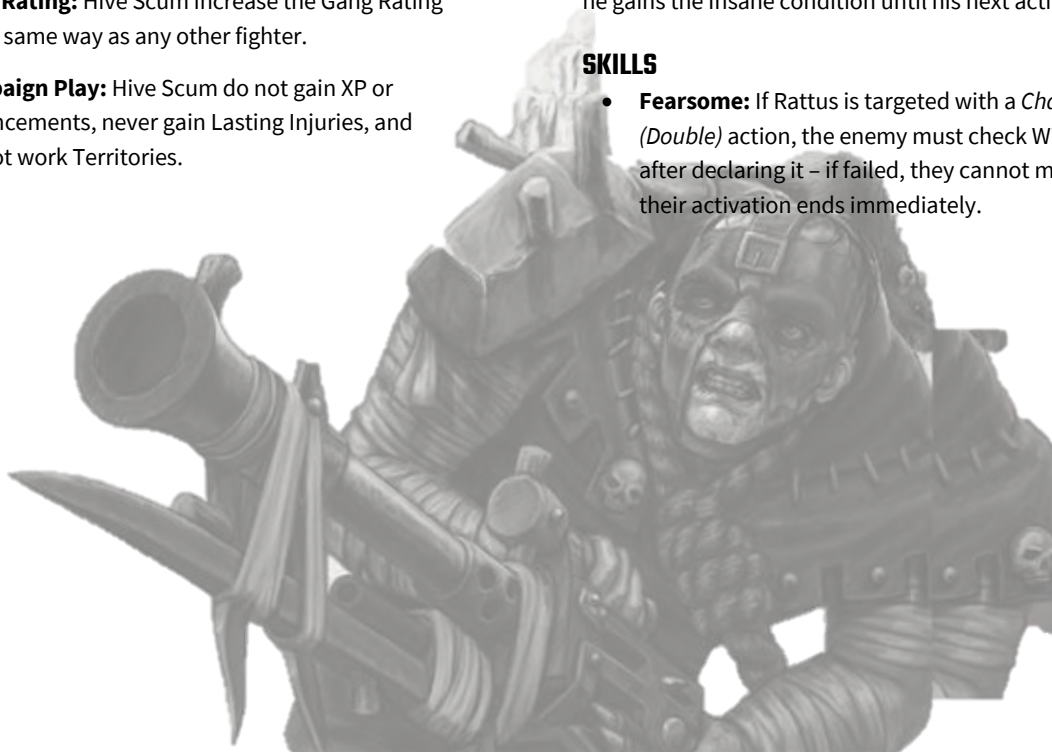 Rating: Hive Scum increase the Gang Rating
same way as any other fighter.
paign Play: Hive Scum do not gain XP or
ncements, never gain Lasting Injuries, and
ot work Territories.
he gains the insane condition until his next acti
SKILLS
• Fearsome: If Rattus is targeted with a Cha
(Double) action, the enemy must check W
after declaring it – if failed, they cannot m
their activation ends immediately.